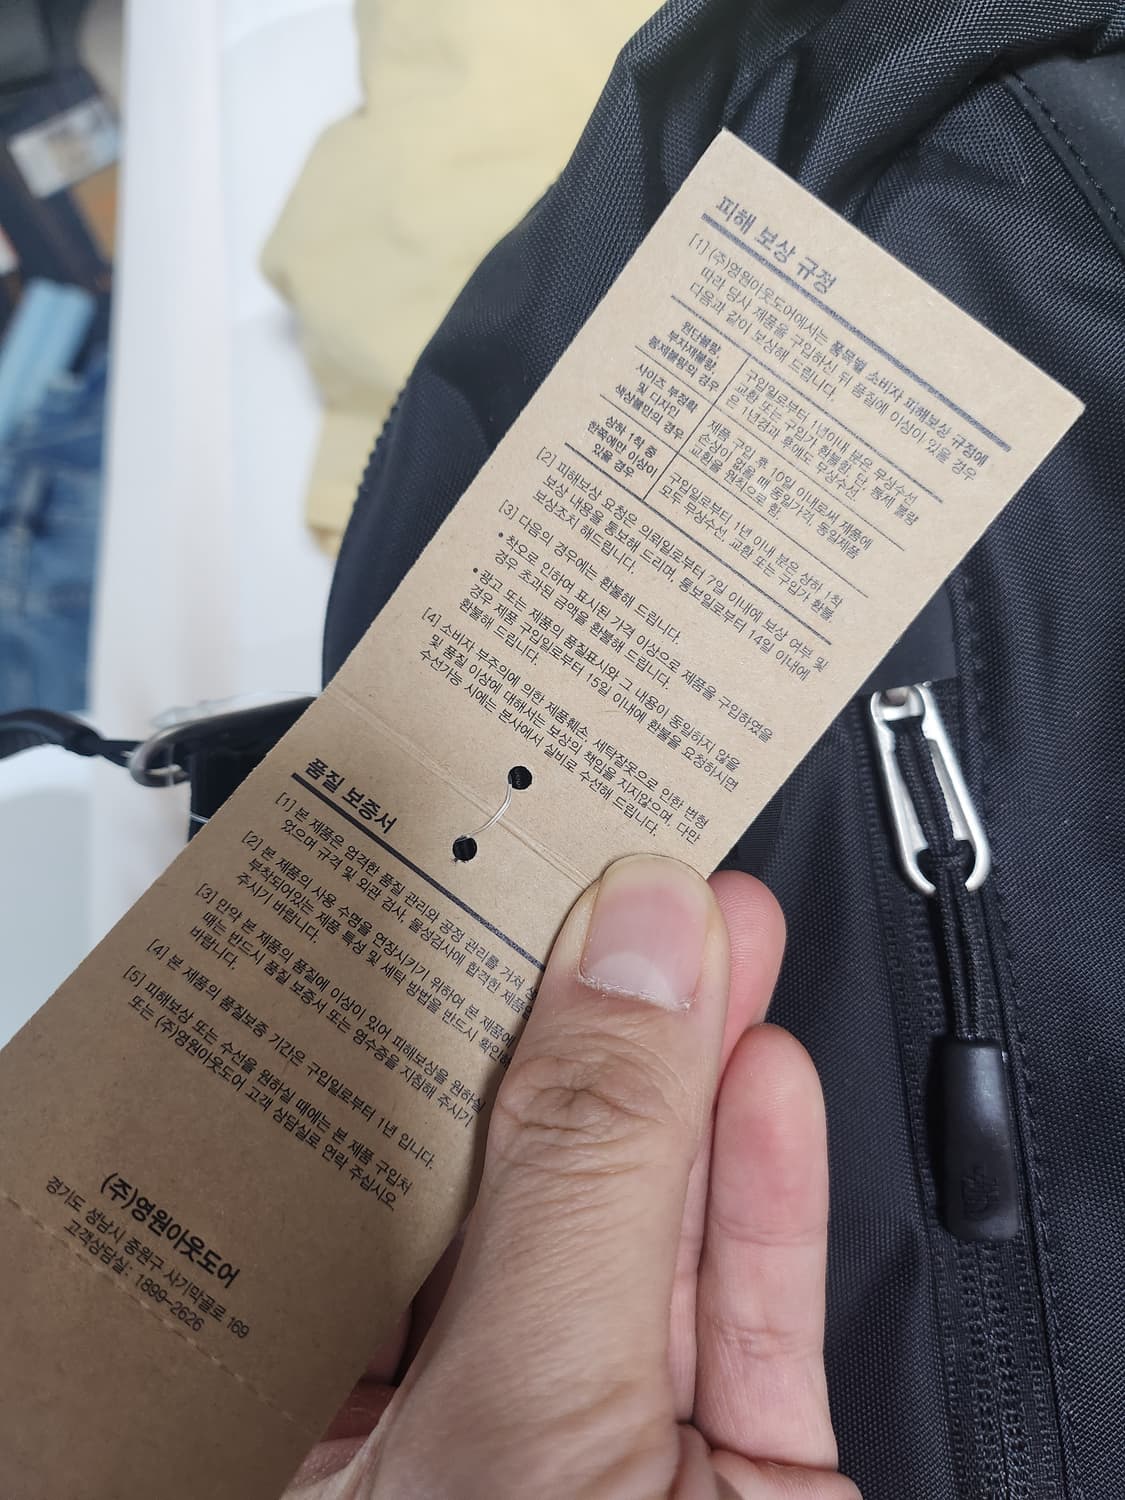 피해 보상 규정
[1] (주)영원아웃도어에서는 품목별 소비자 피해보상 규정에
따라 당사 제품을 구입하신 뒤 품질에 이상이 있을 경우
다음과 같이 보상해 드립니다.
원단불량,
부자재불량,
봉제불량의 경우
구입일로부터 1년이내 분은 무상수선
교환 또는 구입가 환불함, 단, 봉제 불량
은 1년경과 후에도 무상수선
사이즈 부정확
및 디자인
색상불만의 경우
제품 구입 후 10일 이내로써 제품에
손상이 없을 때 동일가격, 동일제품
교환을 원칙으로 함.
상하 1착 중
한쪽에만 이상이
있을 경우
구입일로부터 1년 이내 분은 상하 1착
모두 무상수선, 교환 또는 구입가 환불.
[2] 피해보상 요청은 의뢰일로부터 7일 이내에 보상 여부 및
보상 내용을 통보해 드리며, 통보일로부터 14일 이내에
보상조치 해드립니다.
[3] 다음의 경우에는 환불해 드립니다.
• 착오로 인하여 표시된 가격 이상으로 제품을 구입하였을
경우 초과된 금액을 환불해 드립니다.
• 광고 또는 제품의 품질표시와 그 내용이 동일하지 않을
경우 제품 구입일로부터 15일 이내에 환불을 요청하시면
환불해 드립니다.
[4] 소비자 부주의에 의한 제품훼손, 세탁잘못으로 인한 변형
및 품질 이상에 대해서는 보상의 책임을 지지않으며, 다만
수선가능 시에는 본사에서 실비로 수선해 드립니다.
품질 보증서
[1] 본 제품은 엄격한 품질 관리와 공정 관리를 거쳐
었으며 규격 및 외관 검사, 물성검사에 합격한 제품
[2] 본 제품의 사용 수명을 연장시키기 위하여 본 제품에
부착되어있는 제품 특성 및 세탁 방법을 반드시 확인
주시기 바랍니다.
[3] 만약 본 제품의 품질에 이상이 있어 피해보상을 원하실
때는 반드시 품질 보증서 또는 영수증을 지참해 주시기
바랍니다.
[4] 본 제품의 품질보증 기간은 구입일로부터 1년 입니다.
[5] 피해보상 또는 수선을 원하실 때에는 본 제품 구입처
또는 (주)영원아웃도어 고객 상담실로 연락 주십시오
(주)영원아웃도어
경기도 성남시 중원구 사기막골로 169
고객상담실: 1899-2626